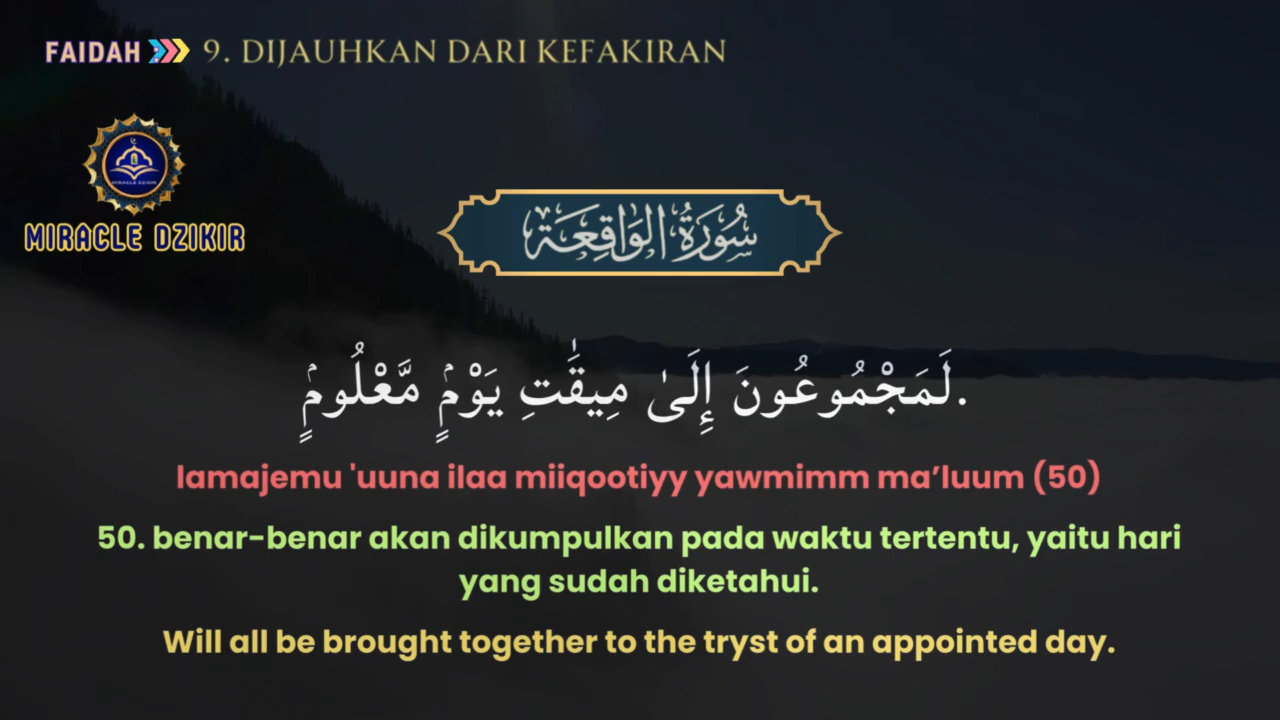 FAIDAH 9. DIJAUHKAN DARI KEFAKIRAN
MIRACLE DZIKIR
MIRACLE DZIKIR
سُورَةُ الوَاقِعَة
لَمَجْمُوعُونَ إِلَىٰ مِيقَٰتِ يَوْمٍۢ مَّعْلُومٍۢ.
lamajemu 'uuna ilaa miiqootiyy yawmimm ma’luum (50)
50. benar-benar akan dikumpulkan pada waktu tertentu, yaitu hari
yang sudah diketahui.
Will all be brought together to the tryst of an appointed day.